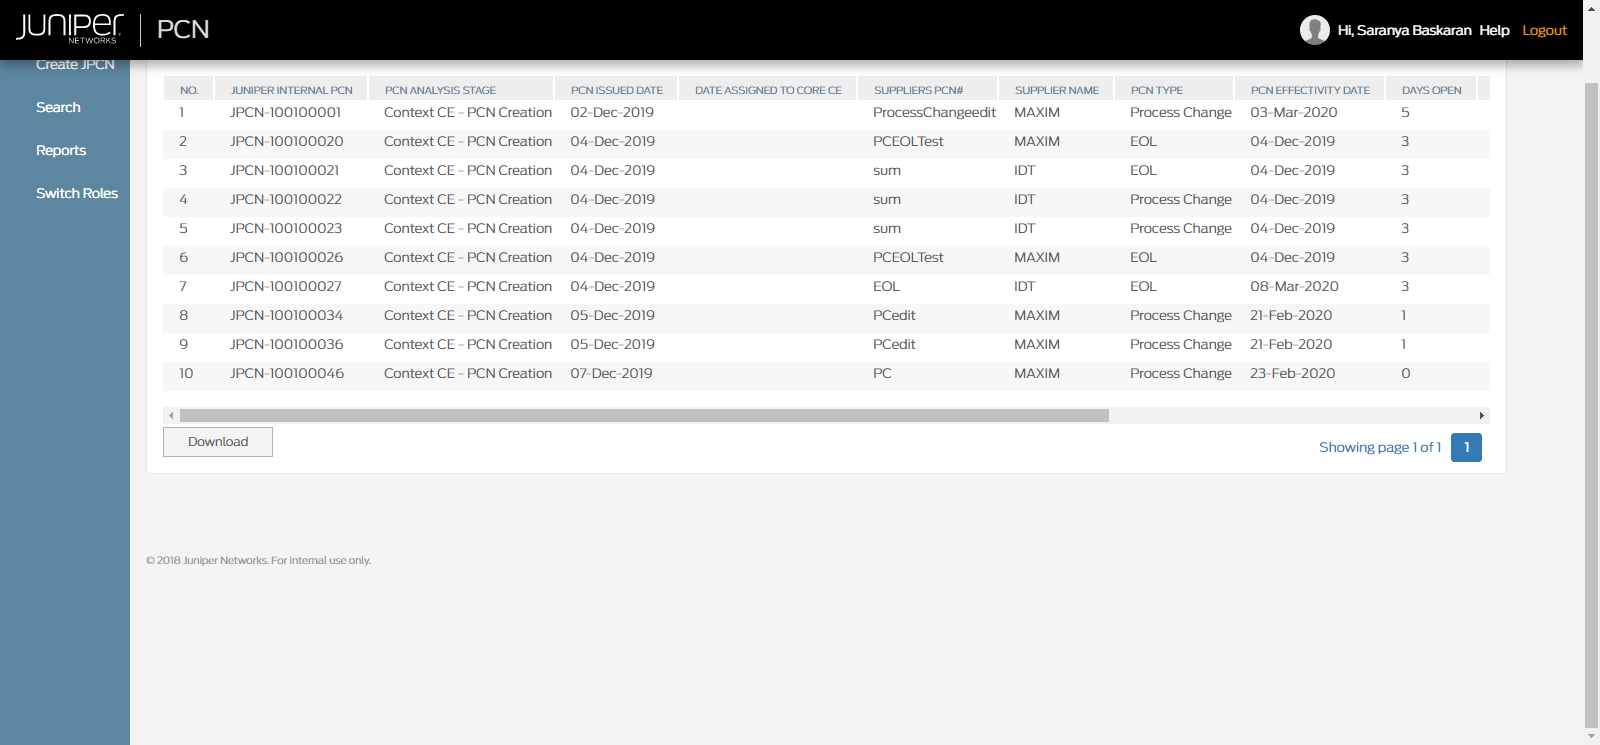 JUNIPER NETWORKS PCN Hi, Saranya Baskaran Help Logout
Create JPCN
Search
Reports
Switch Roles
NO. JUNIPER INTERNAL PCN PCN ANALYSIS STAGE PCN ISSUED DATE DATE ASSIGNED TO CORE CE SUPPLIERS PCN# SUPPLIER NAME PCN TYPE PCN EFFECTIVITY DATE DAYS OPEN
1 JPCN-100100001 Context CE - PCN Creation 02-Dec-2019 ProcessChangeedit MAXIM Process Change 03-Mar-2020 5
2 JPCN-100100020 Context CE - PCN Creation 04-Dec-2019 PCEOLTest MAXIM EOL 04-Dec-2019 3
3 JPCN-100100021 Context CE - PCN Creation 04-Dec-2019 sum IDT EOL 04-Dec-2019 3
4 JPCN-100100022 Context CE - PCN Creation 04-Dec-2019 sum IDT Process Change 04-Dec-2019 3
5 JPCN-100100023 Context CE - PCN Creation 04-Dec-2019 sum IDT Process Change 04-Dec-2019 3
6 JPCN-100100026 Context CE - PCN Creation 04-Dec-2019 PCEOLTest MAXIM EOL 04-Dec-2019 3
7 JPCN-100100027 Context CE - PCN Creation 04-Dec-2019 EOL IDT EOL 08-Mar-2020 3
8 JPCN-100100034 Context CE - PCN Creation 05-Dec-2019 PCedit MAXIM Process Change 21-Feb-2020 1
9 JPCN-100100036 Context CE - PCN Creation 05-Dec-2019 PCedit MAXIM Process Change 21-Feb-2020 1
10 JPCN-100100046 Context CE - PCN Creation 07-Dec-2019 PC MAXIM Process Change 23-Feb-2020 0
Download
Showing page 1 of 1 1
© 2018 Juniper Networks. For internal use only.